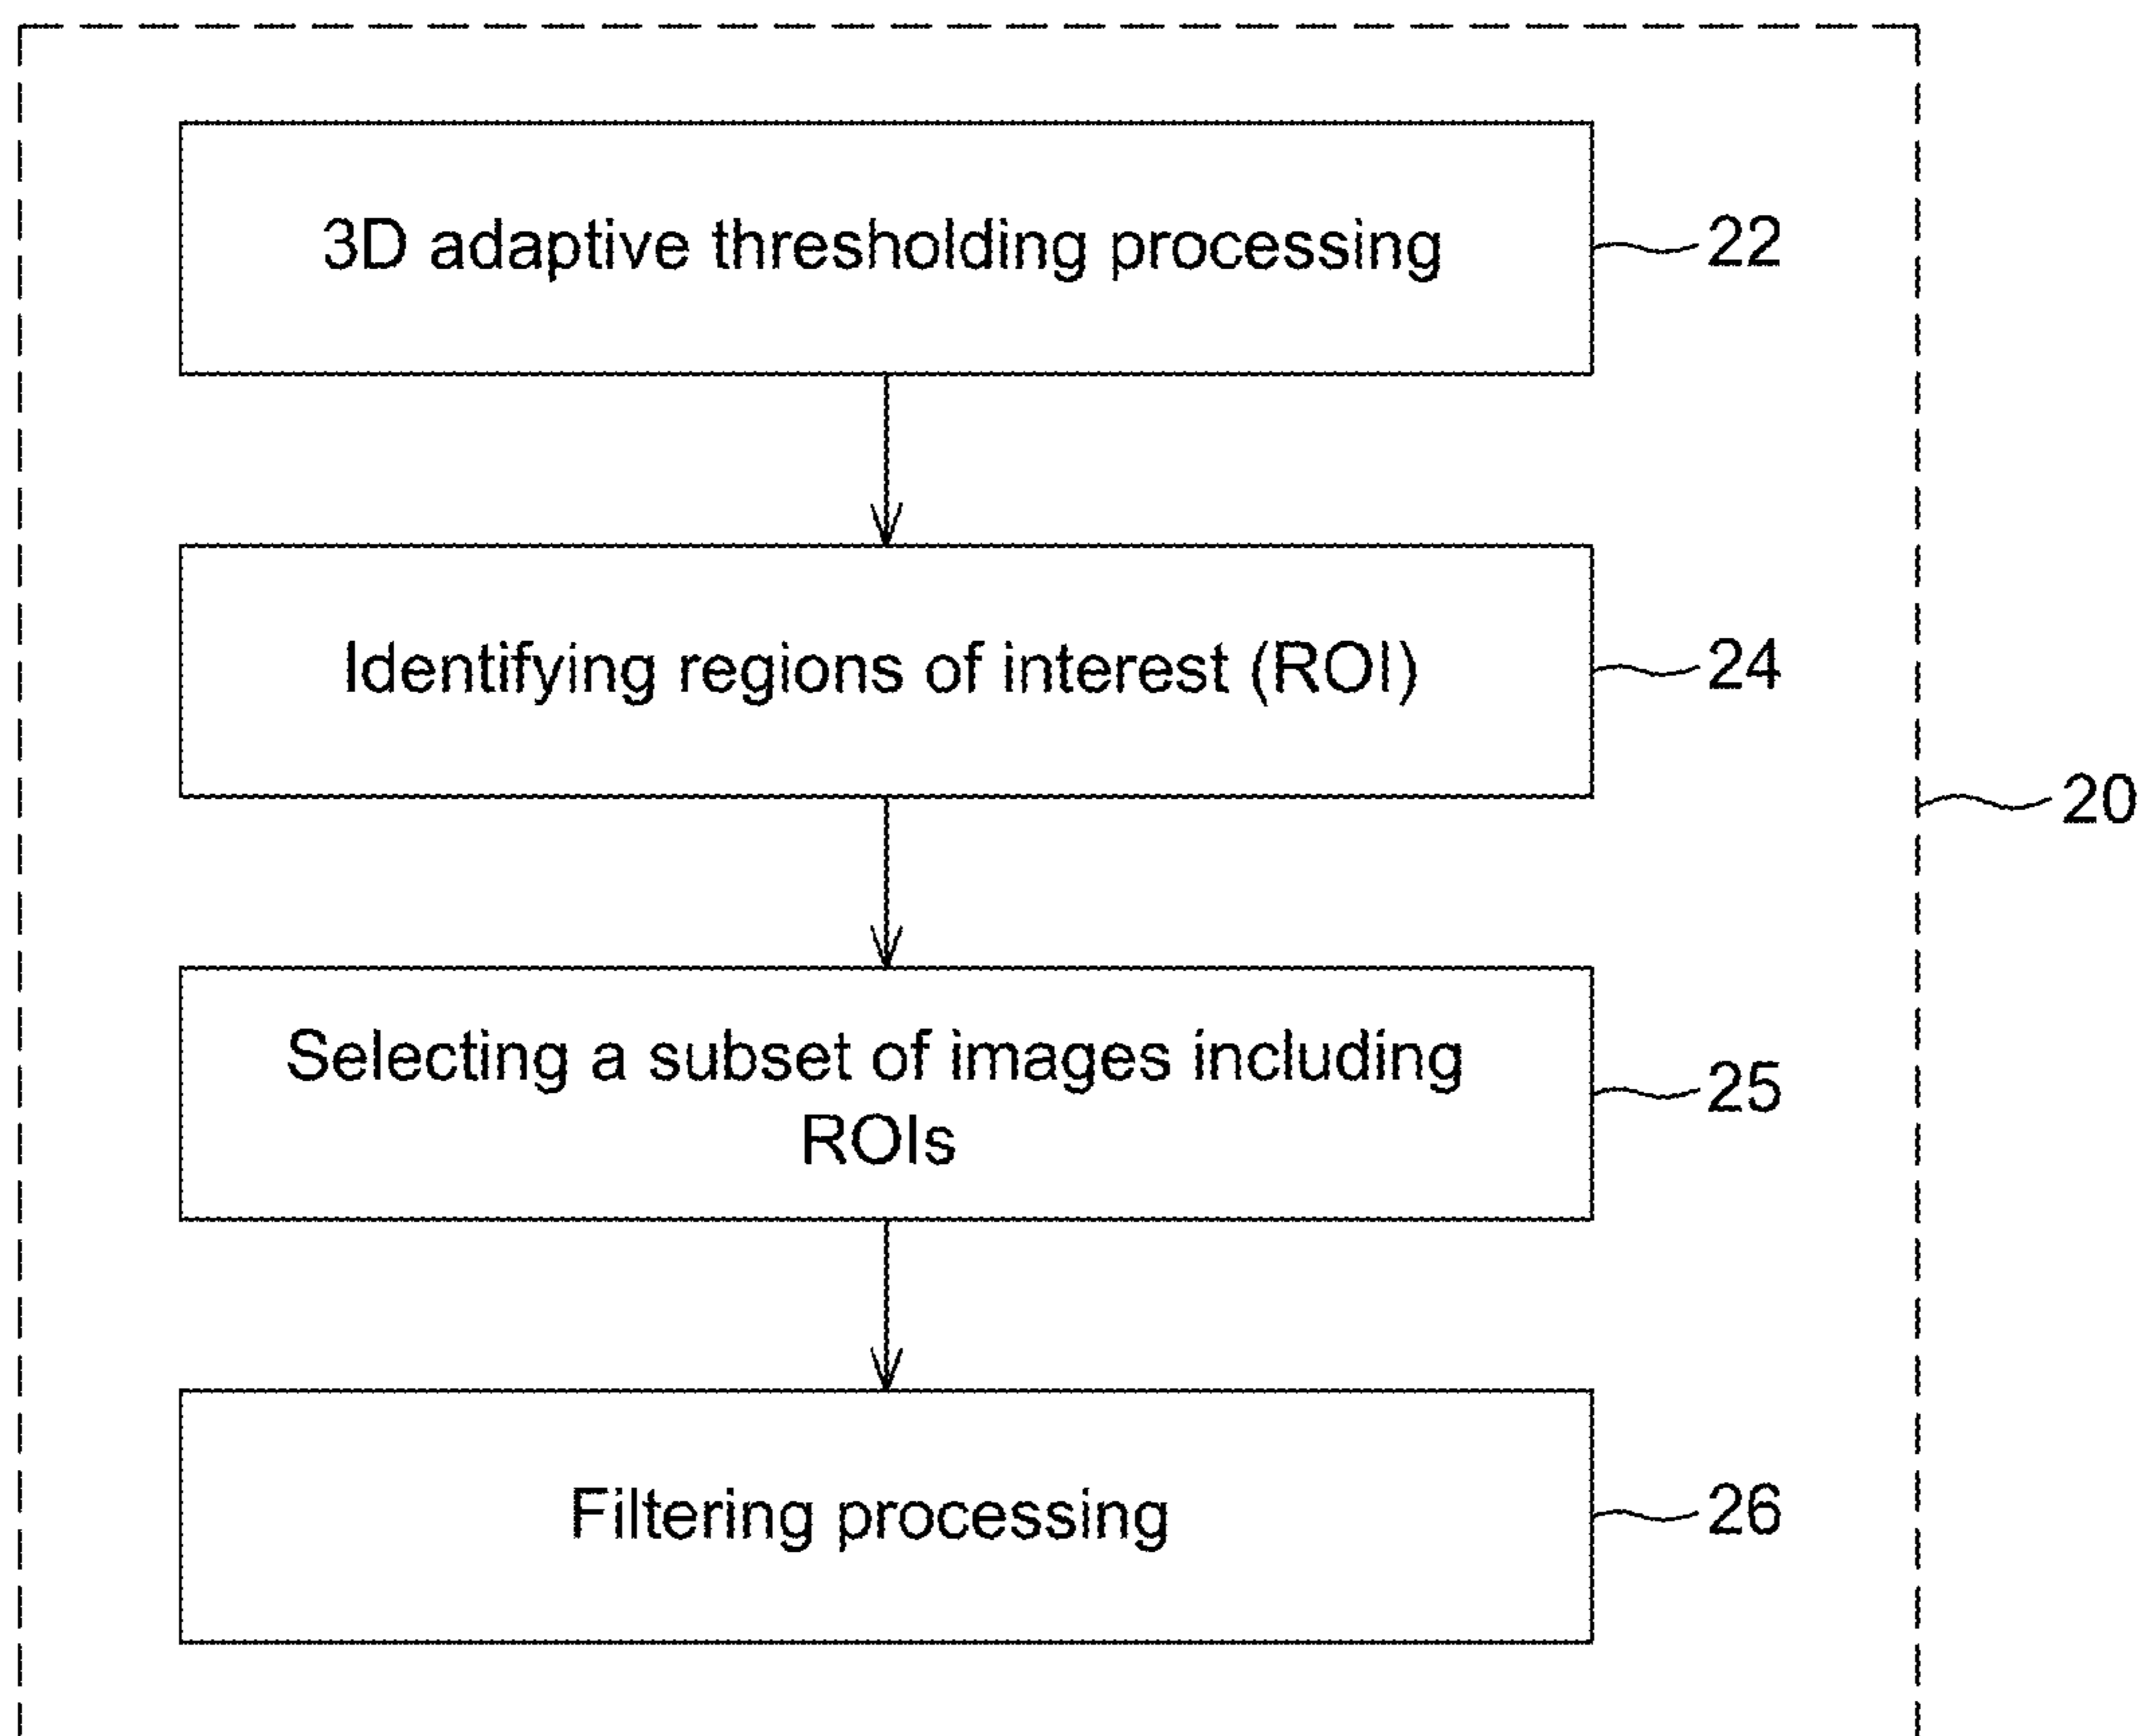 3D adaptive thresholding processing
22
Identifying regions of interest (ROI)
24
20
Selecting a subset of images including
ROIs
25
Filtering processing
26